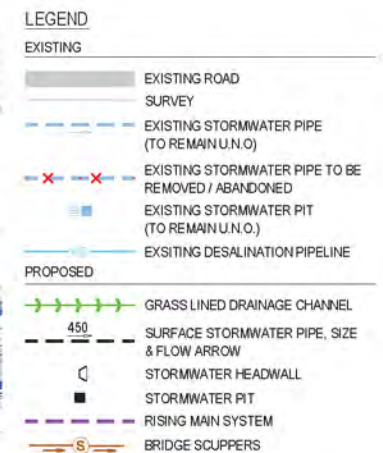 LEGEND
EXISTING
EXISTING ROAD
SURVEY
EXISTING STORMWATER PIPE
(TO REMAIN U.N.O)
EXISTING STORMWATER PIPE TO BE
REMOVED / ABANDONED
EXISTING STORMWATER PIT
(TO REMAIN U.N.O.)
EXSITING DESALINATION PIPELINE
PROPOSED
GRASS LINED DRAINAGE CHANNEL
450
SURFACE STORMWATER PIPE, SIZE
& FLOW ARROW
STORMWATER HEADWALL
STORMWATER PIT
RISING MAIN SYSTEM
S
BRIDGE SCUPPERS